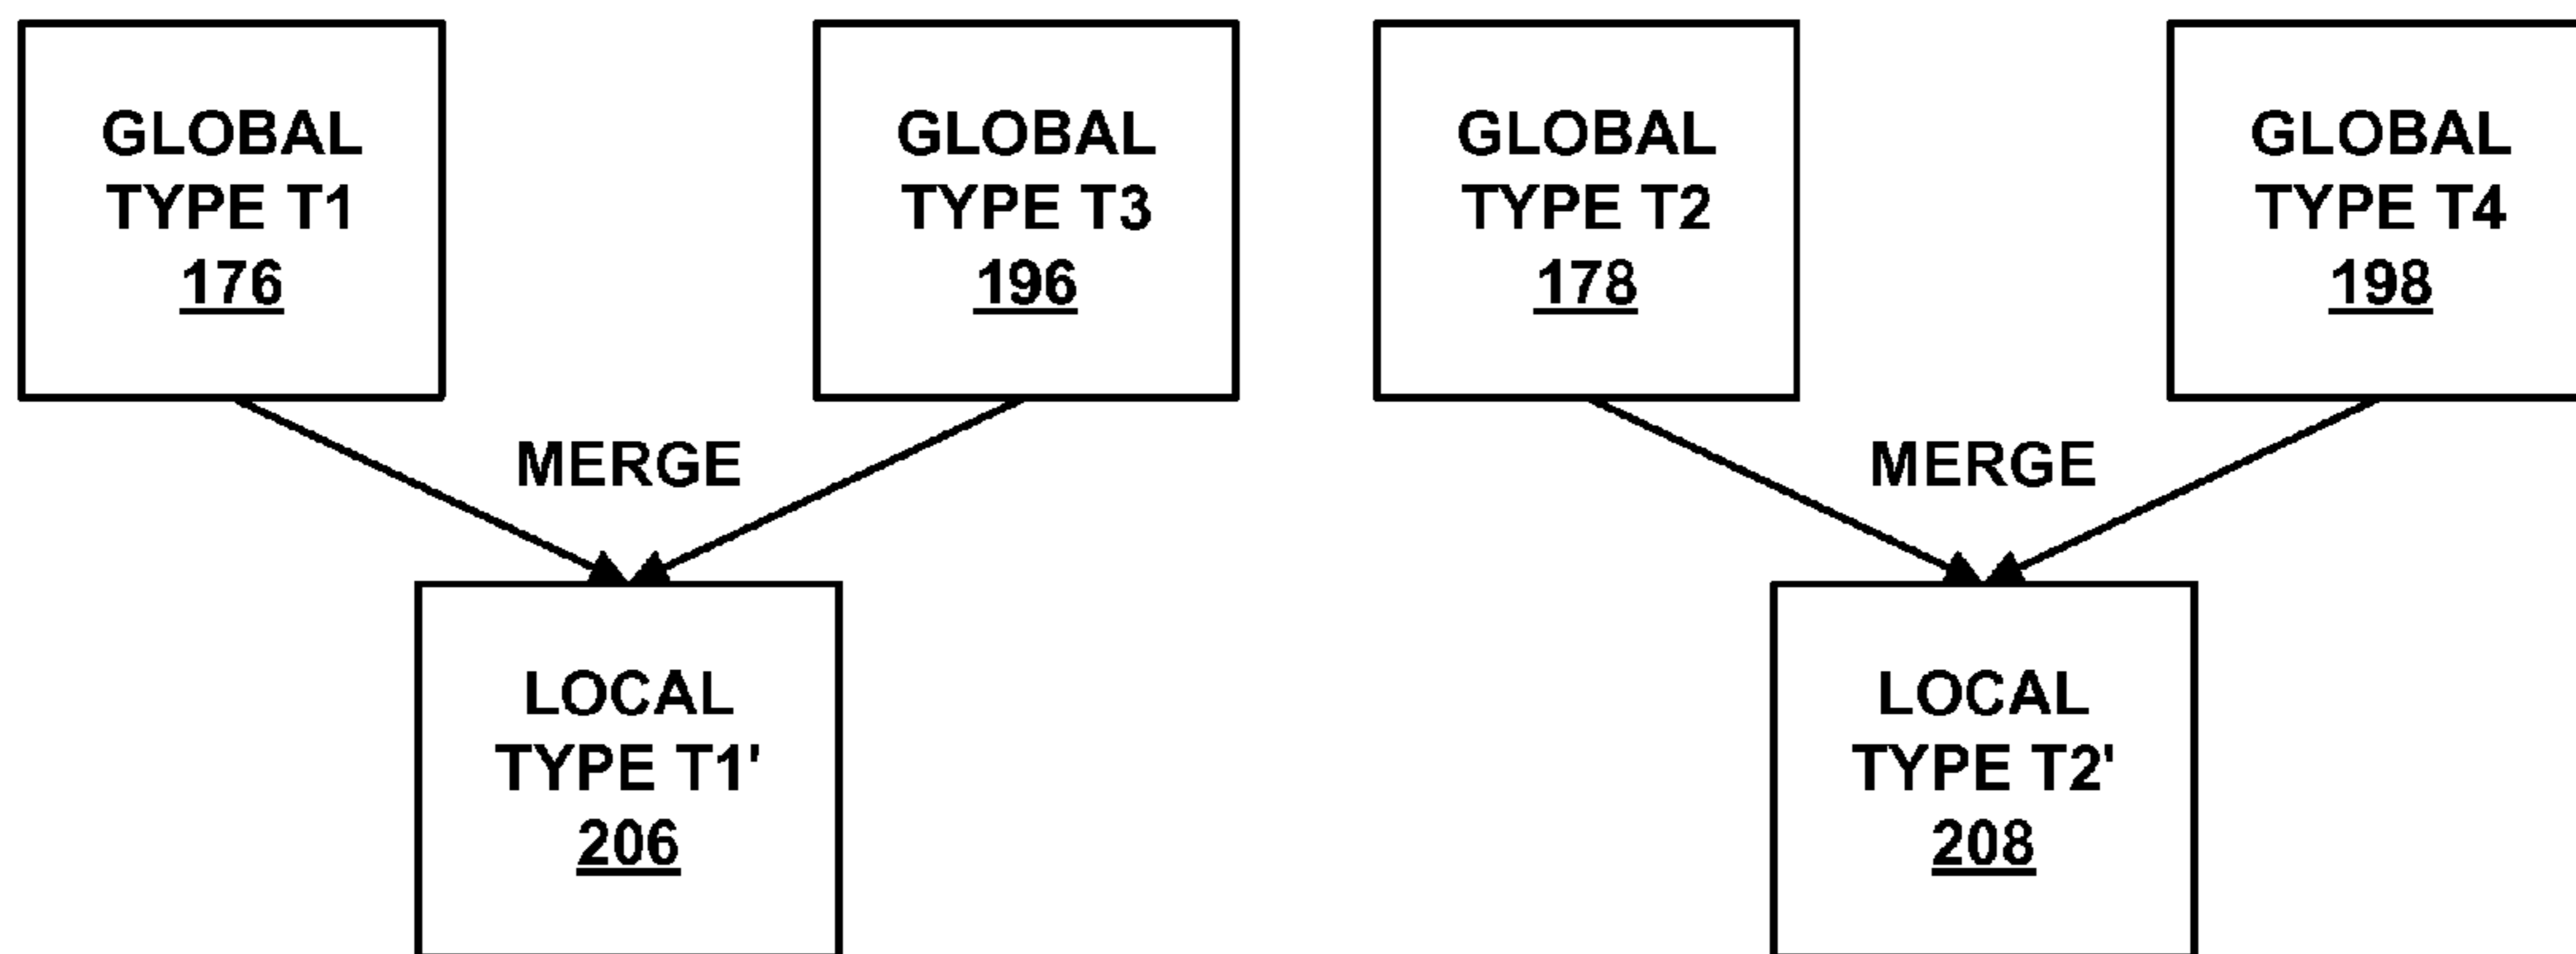 GLOBAL
TYPE T1
176
GLOBAL
TYPE T3
196
GLOBAL
TYPE T2
178
GLOBAL
TYPE T4
198
MERGE
MERGE
LOCAL
TYPE T1'
206
LOCAL
TYPE T2'
208